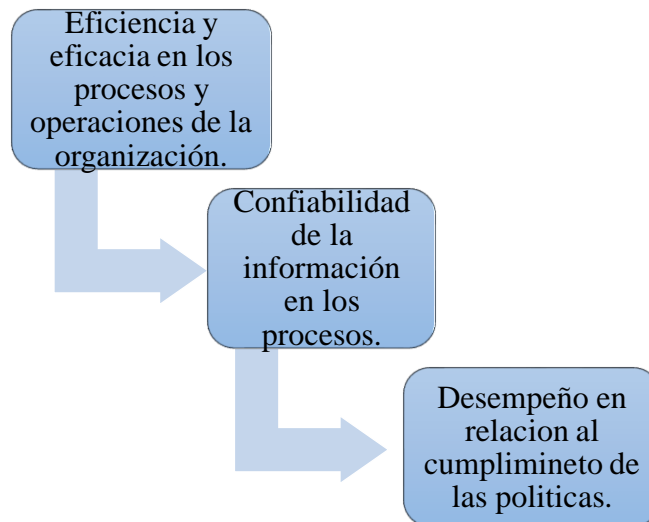 Eficiencia y
eficacia en los
procesos y
operaciones de la
organización.
Confiabilidad
de la
información
en los
procesos.
Desempeño en
relacion al
cumplimineto de
las politicas.